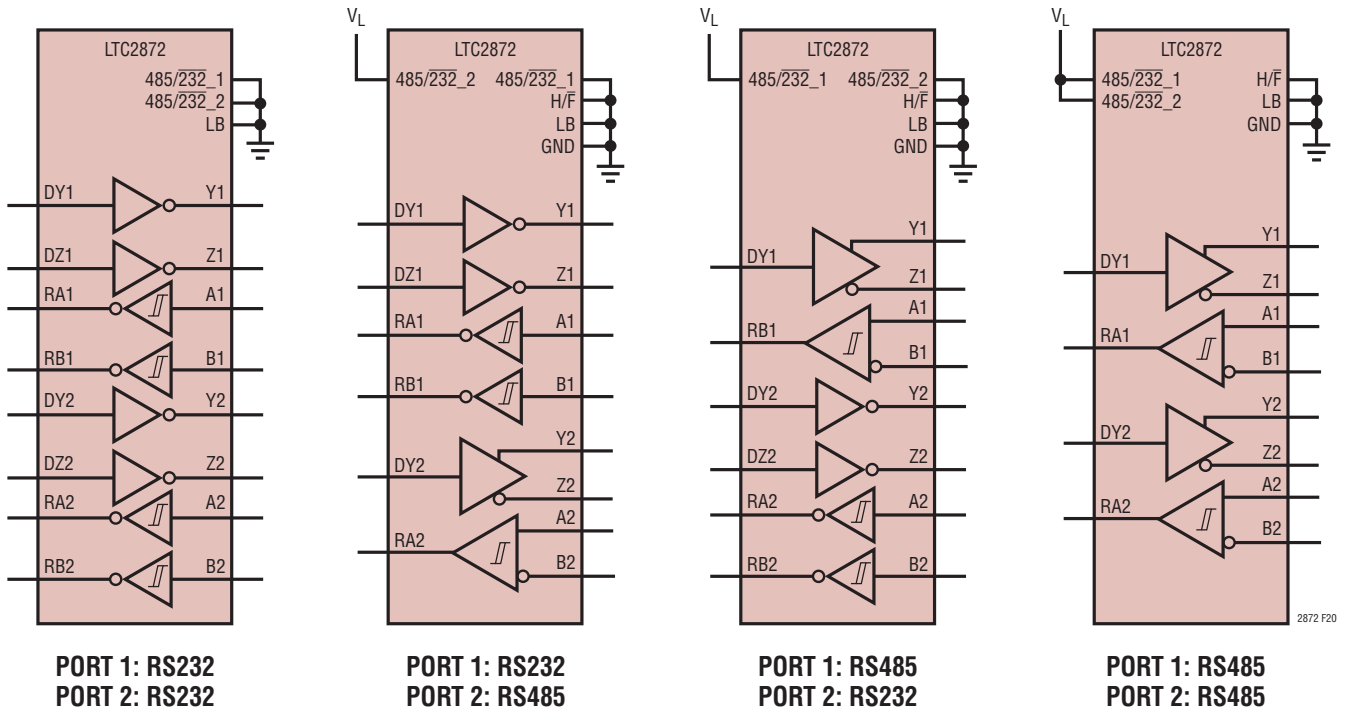 LTC2872
485/232_1
485/232_2
LB
DY1 Y1
DZ1 Z1
RA1 A1
RB1 B1
DY2 Y2
DZ2 Z2
RA2 A2
RB2 B2
PORT 1: RS232
PORT 2: RS232
VL
LTC2872
485/232_2 485/232_1
H/F
LB
GND
DY1 Y1
DZ1 Z1
RA1 A1
RB1 B1
Y2
DY2
Z2
A2
RA2
B2
PORT 1: RS232
PORT 2: RS485
VL
LTC2872
485/232_1 485/232_2
H/F
LB
GND
Y1
DY1
Z1
A1
RB1
B1
DY2 Y2
DZ2 Z2
RA2 A2
RB2 B2
PORT 1: RS485
PORT 2: RS232
VL
LTC2872
485/232_1 H/F
485/232_2 LB
GND
Y1
DY1
Z1
A1
RA1
B1
Y2
DY2
Z2
A2
RA2
B2
2872 F20
PORT 1: RS485
PORT 2: RS485